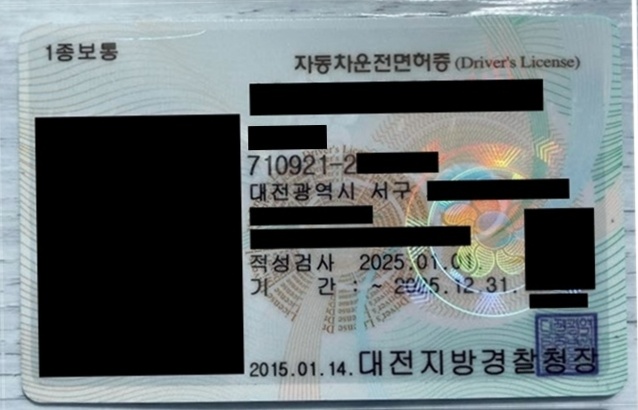 1종보통
자동차운전면허증 (Driver's License)
710921-2
대전광역시 서구
적성검사 2025.01.01.
기 간 : ~ 2025.12.31.
2015.01.14. 대전지방경찰청장